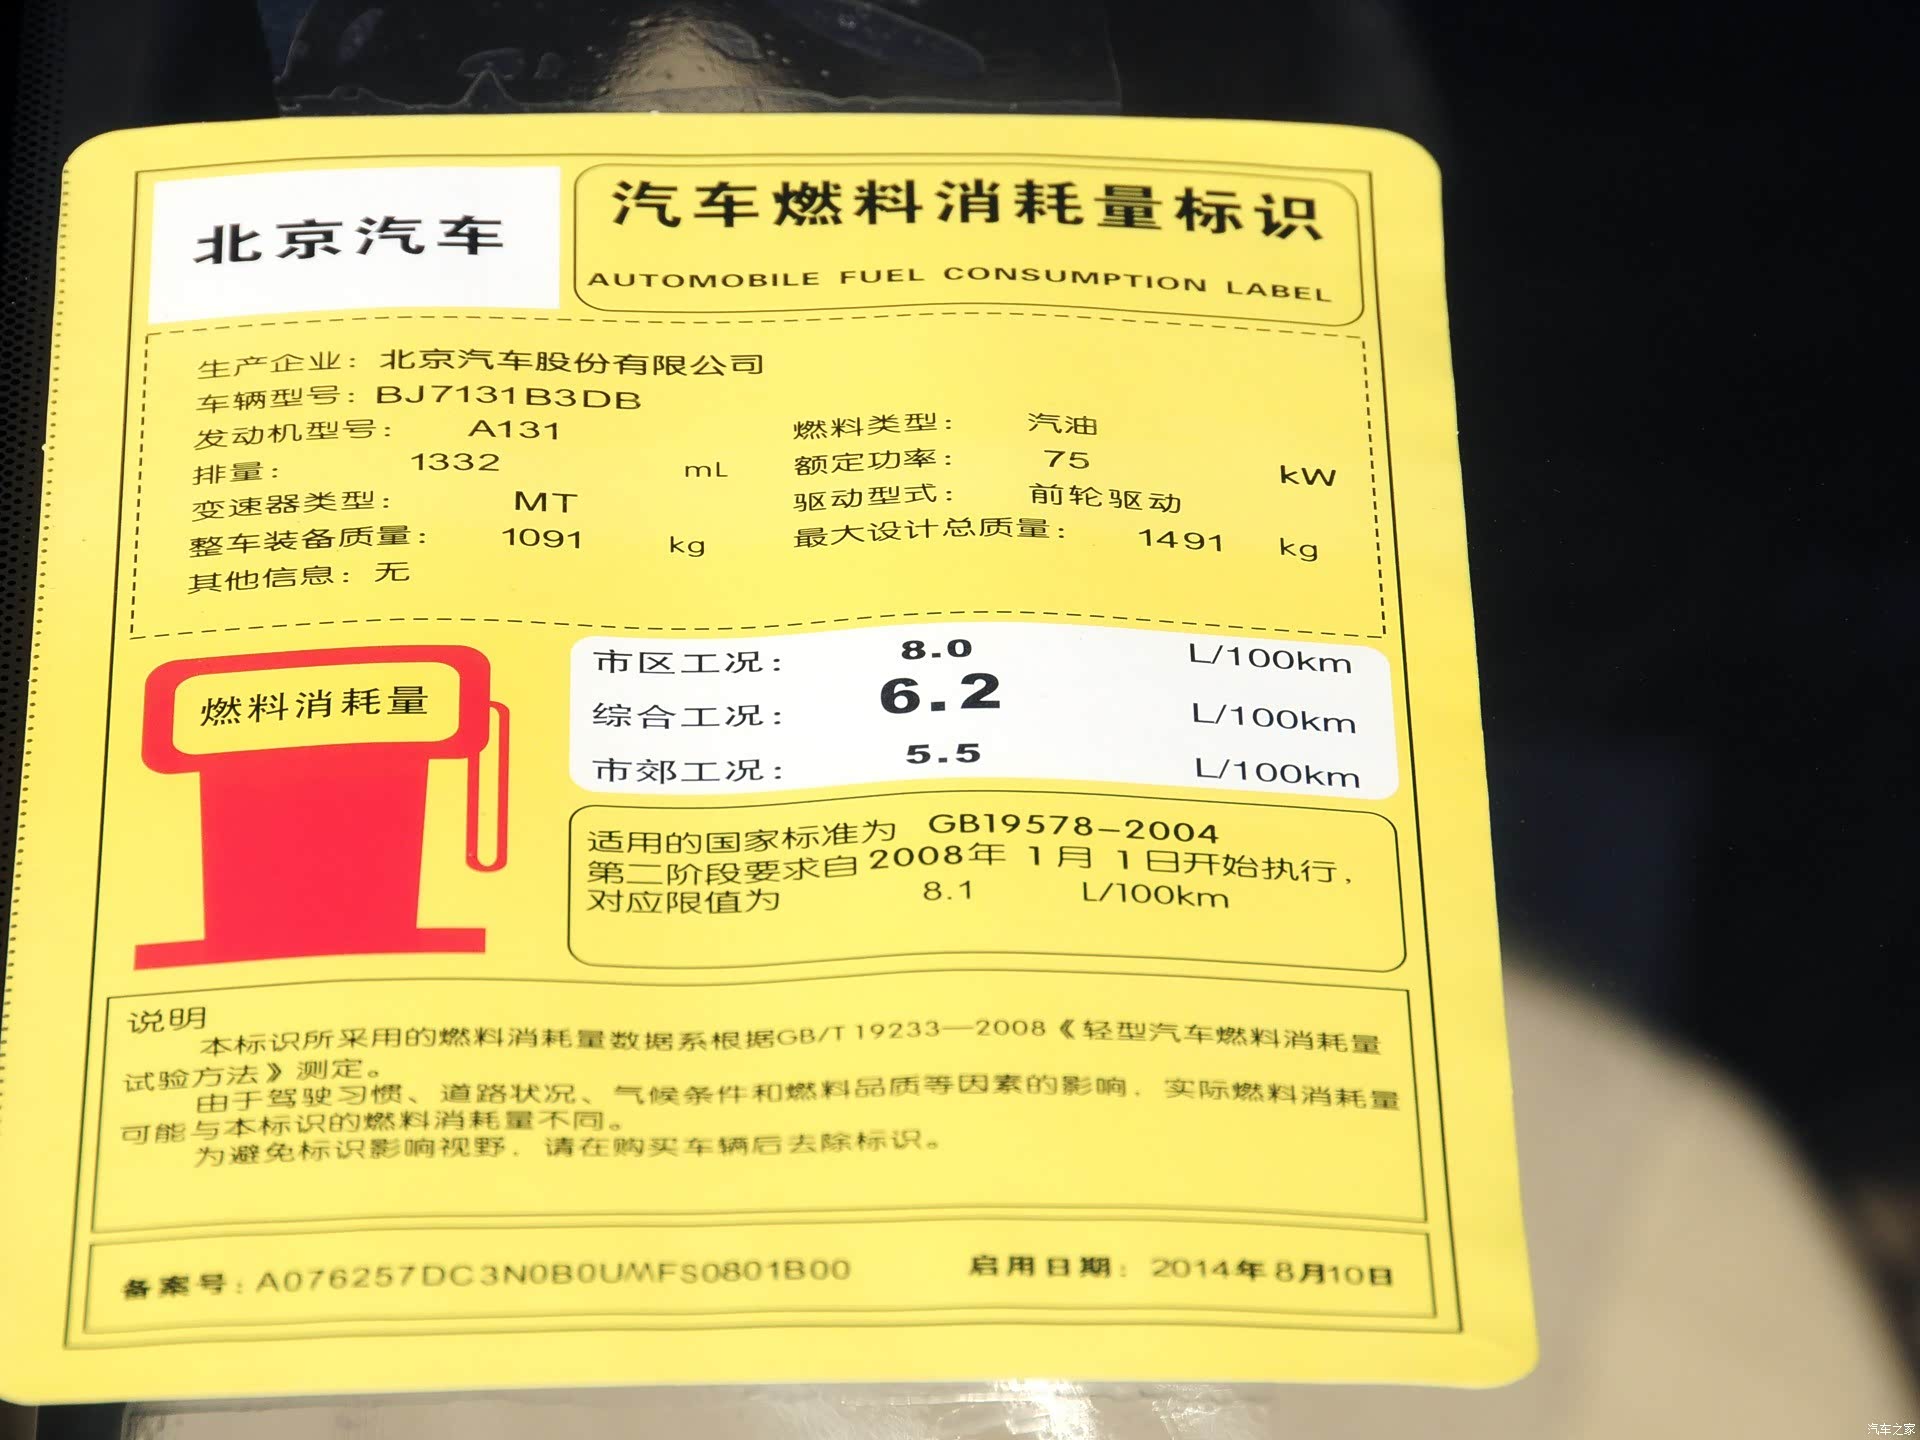 北京汽车
汽车燃料消耗量标识
AUTOMOBILE FUEL CONSUMPTION LABEL
生产企业：北京汽车股份有限公司
车辆型号：BJ7131B3DB
发动机型号： A131 燃料类型： 汽油
排量： 1332 mL 额定功率： 75 kW
变速器类型： MT 驱动型式： 前轮驱动
整车装备质量： 1091 kg 最大设计总质量： 1491 kg
其他信息：无
燃料消耗量
市区工况： 8.0 L/100km
综合工况： 6.2 L/100km
市郊工况： 5.5 L/100km
适用的国家标准为 GB19578-2004
第二阶段要求自2008年 1月 1日开始执行，
对应限值为 8.1 L/100km
说明
本标识所采用的燃料消耗量数据系根据GB/T 19233—2008《轻型汽车燃料消耗量
试验方法》测定。
由于驾驶习惯、道路状况、气候条件和燃料品质等因素的影响，实际燃料消耗量
可能与本标识的燃料消耗量不同。
为避免标识影响视野，请在购买车辆后去除标识。
备案号：A076257DC3N0B0UMFS0801B00 启用日期：2014年8月10日
汽车之家